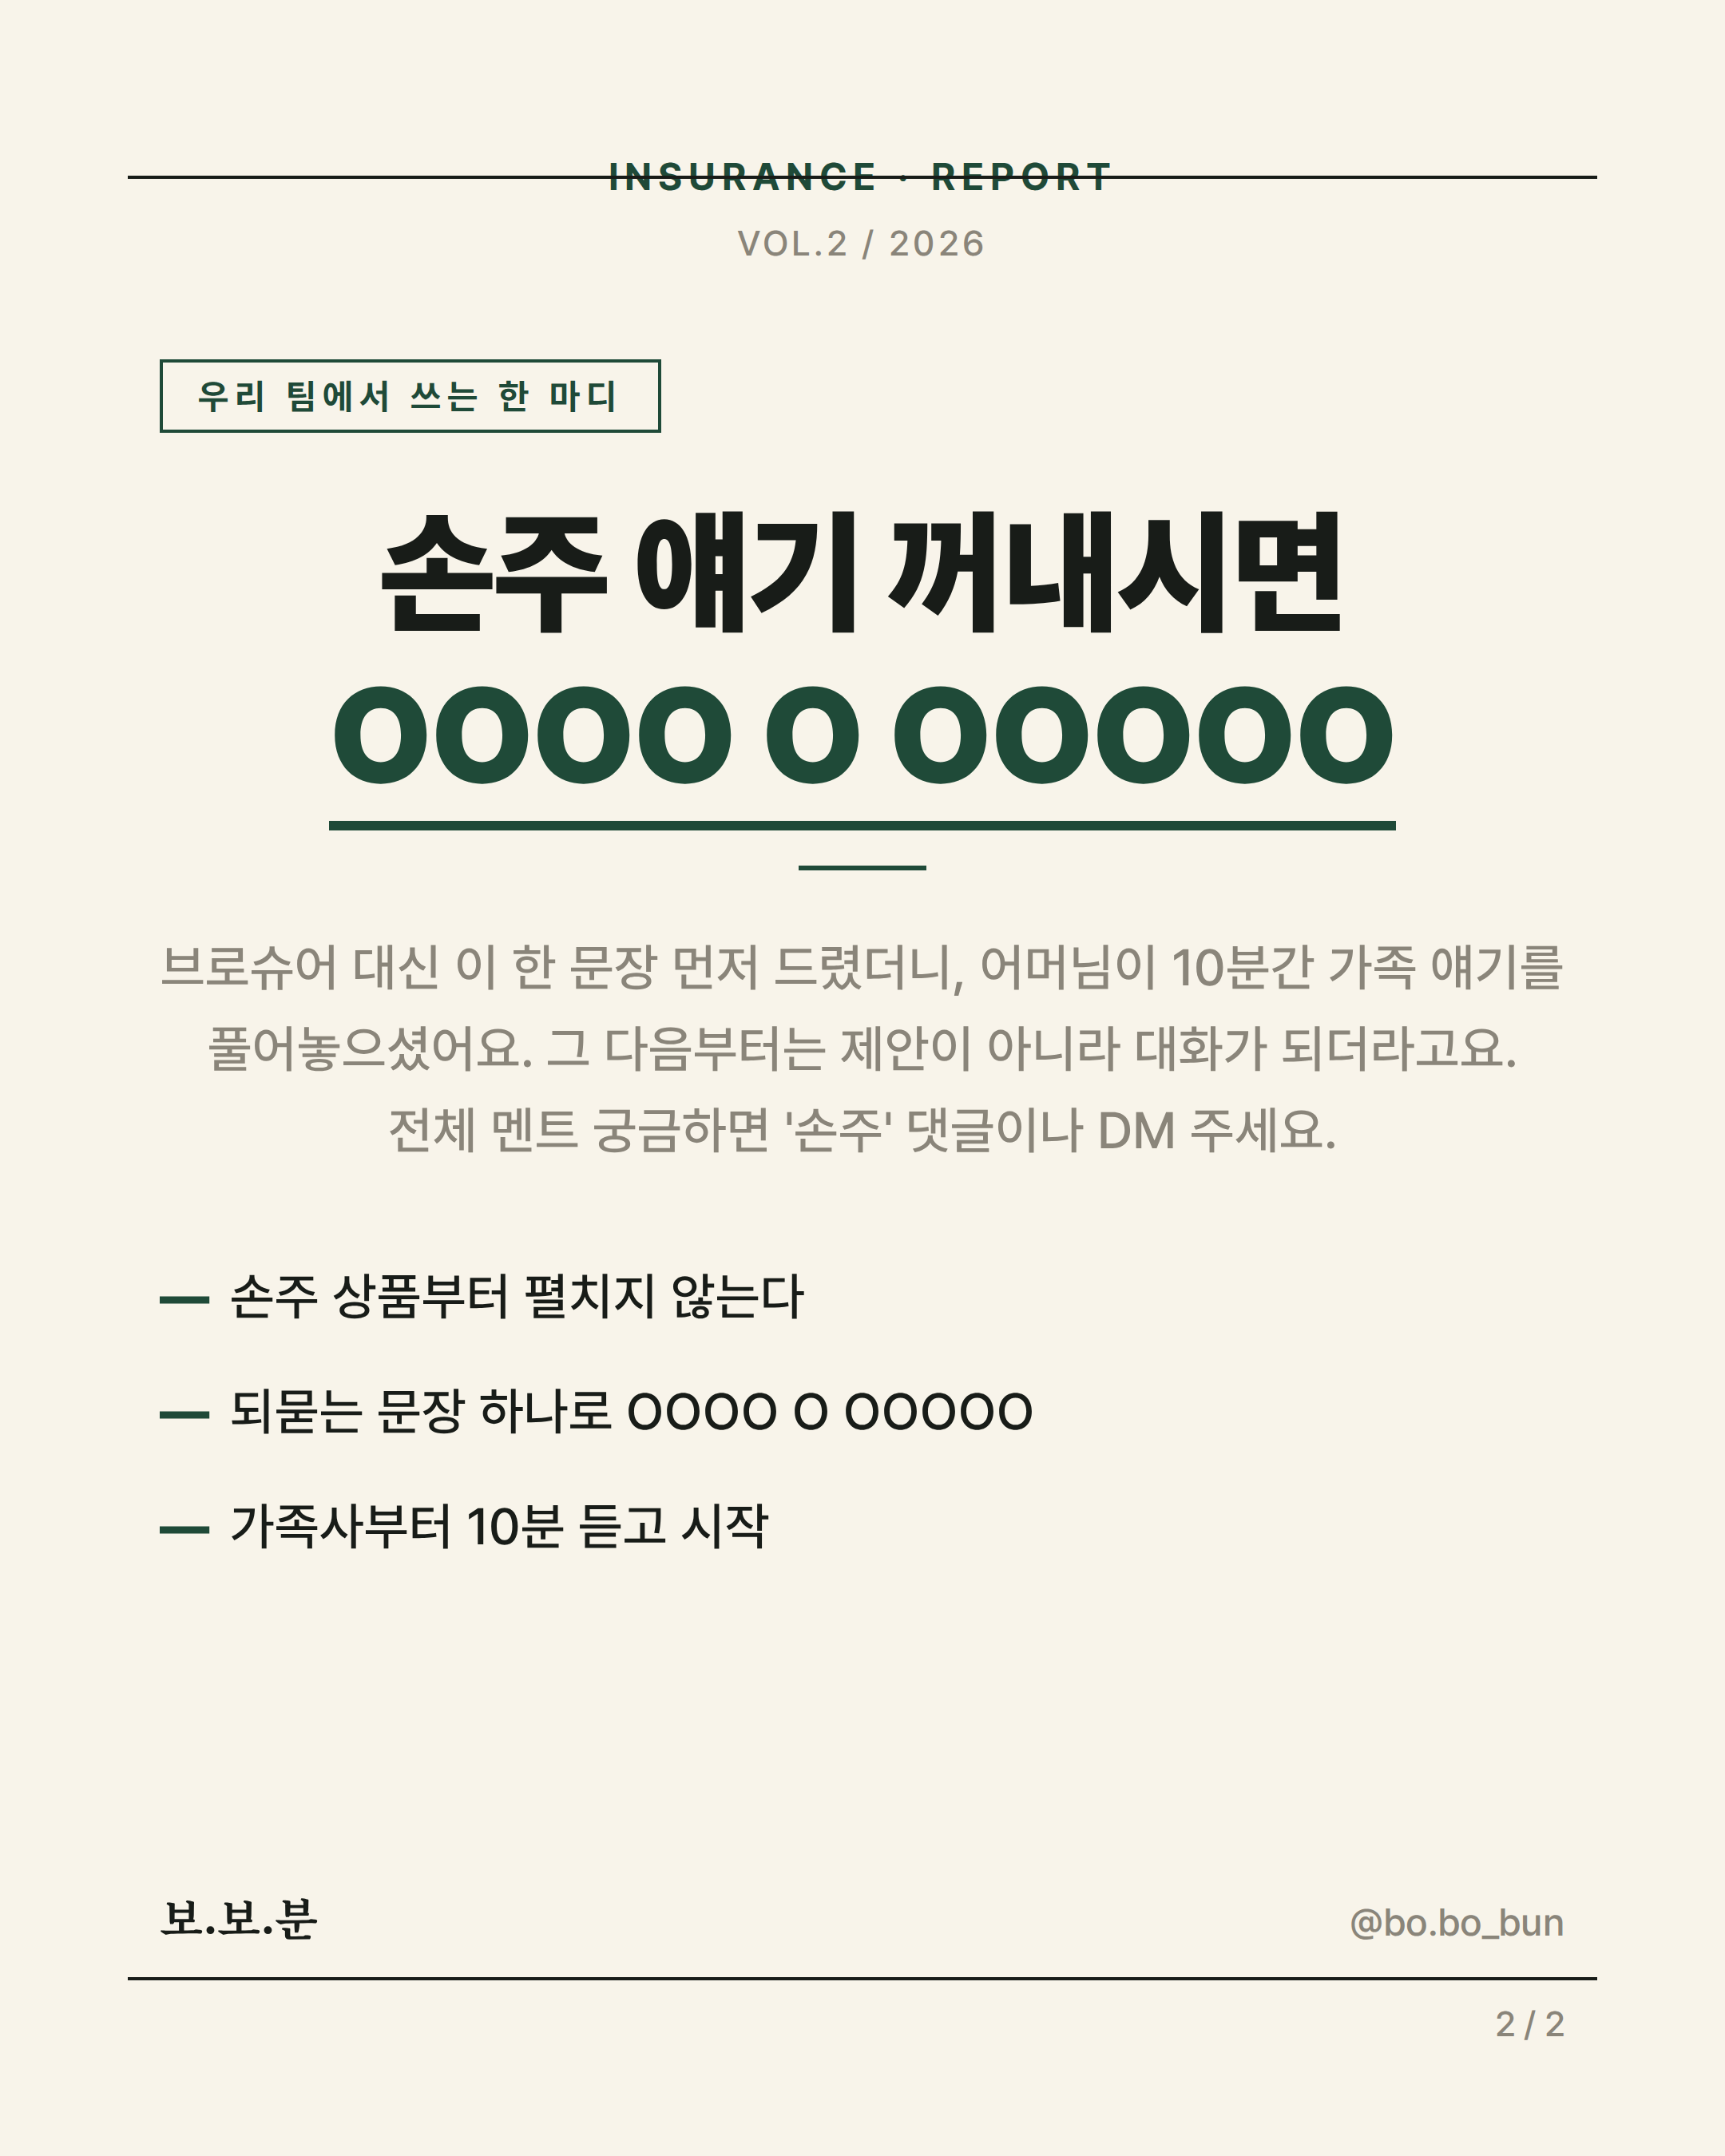 INSURANCE · REPORT
VOL.2 / 2026
우리 팀에서 쓰는 한 마디
손주 얘기 꺼내시면
OOOO O OOOOO
브로슈어 대신 이 한 문장 먼저 드렸더니, 어머님이 10분간 가족 얘기를
풀어놓으셨어요. 그 다음부터는 제안이 아니라 대화가 되더라고요.
전체 멘트 궁금하면 '손주' 댓글이나 DM 주세요.
— 손주 상품부터 펼치지 않는다
— 되묻는 문장 하나로 OOOO O OOOOO
— 가족사부터 10분 듣고 시작
보.보.분
@bo.bo_bun
2 / 2